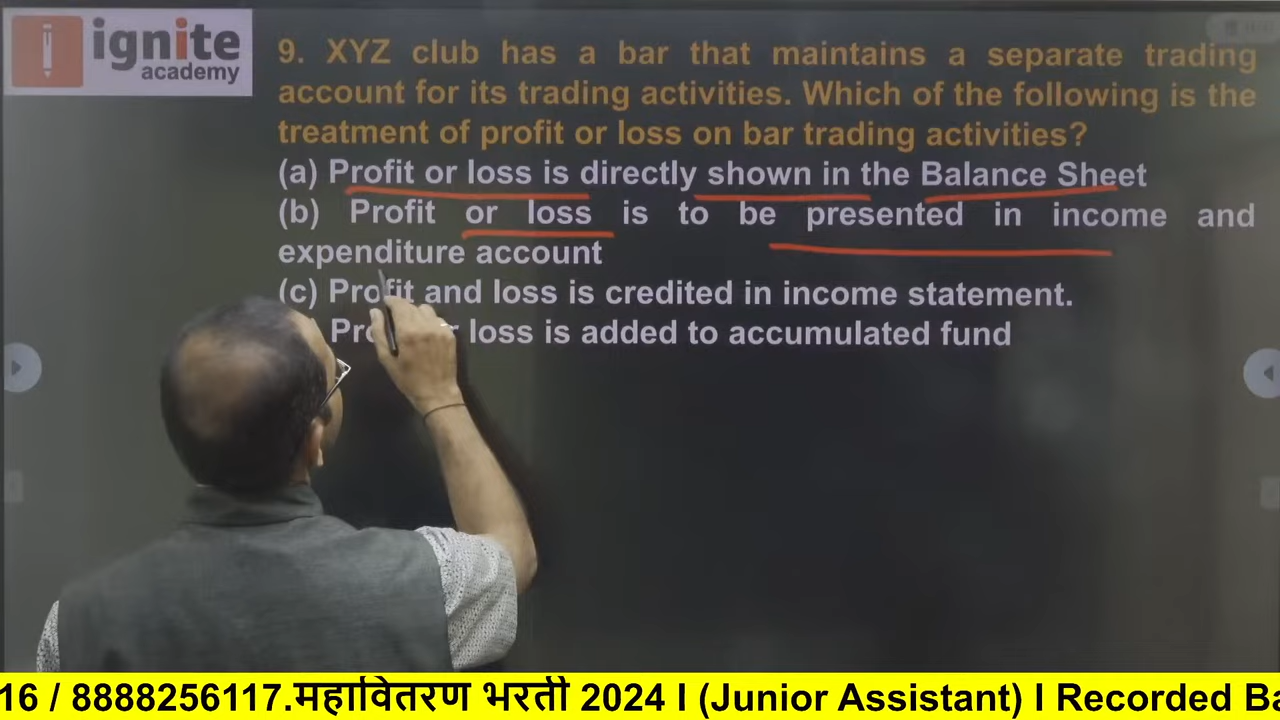 ignite
academy
9. XYZ club has a bar that maintains a separate trading
account for its trading activities. Which of the following is the
treatment of profit or loss on bar trading activities?
(a) Profit or loss is directly shown in the Balance Sheet
(b) Profit or loss is to be presented in income and
expenditure account
(c) Profit and loss is credited in income statement.
loss is added to accumulated fund
16 / 8888256117.महावितरण भरती 2024 I (Junior Assistant) I Recorded Ba